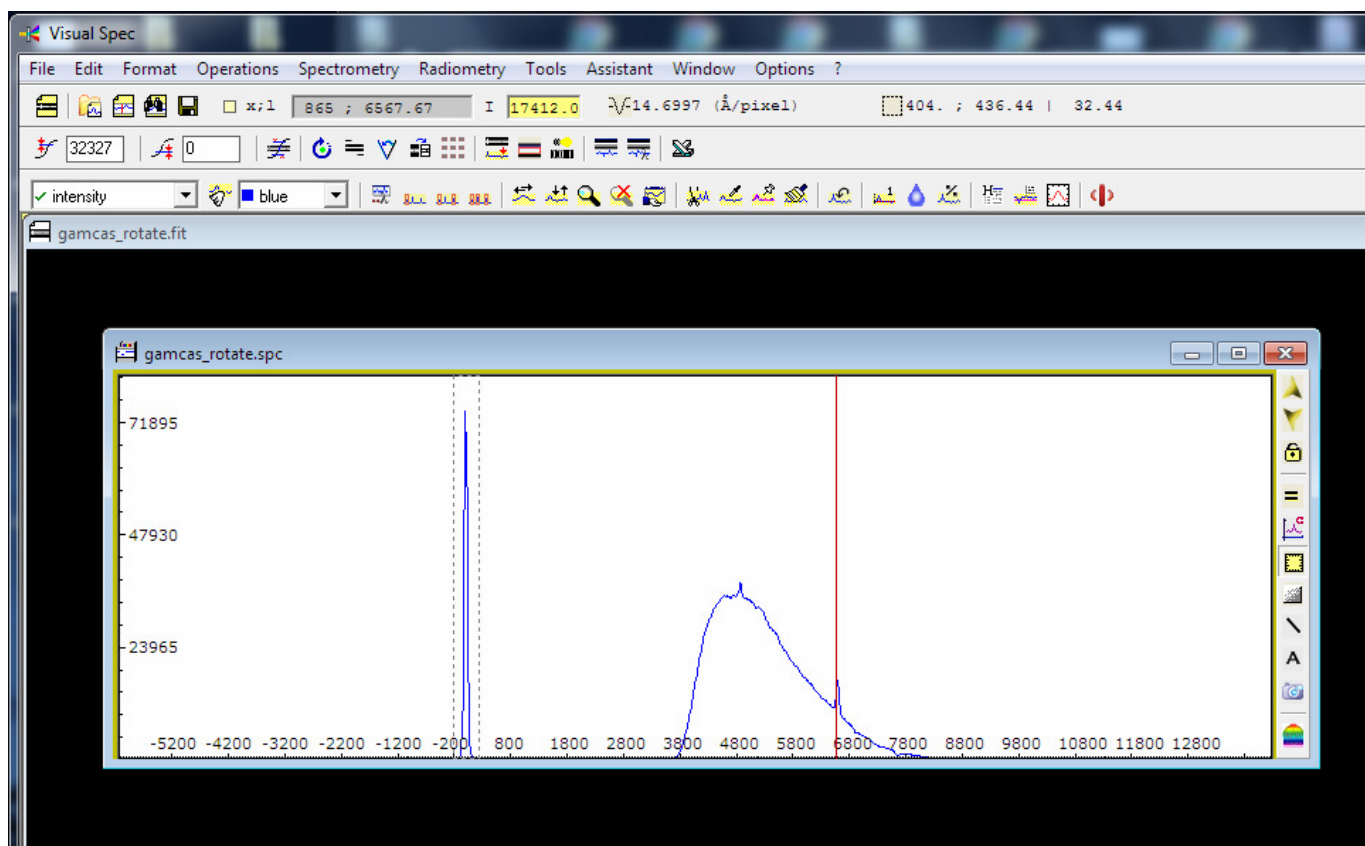 Visual Spec
File Edit Format Operations Spectrometry Radiometry Tools Assistant Window Options ?
x;l 865 ; 6567.67 I 17412.0 14.6997 (Å/pixel) 404. ; 436.44 | 32.44
32327 0
intensity blue
gamcas_rotate.fit
gamcas_rotate.spc
71895
47930
23965
-5200 -4200 -3200 -2200 -1200 -200 800 1800 2800 3800 4800 5800 6800 7800 8800 9800 10800 11800 12800
A